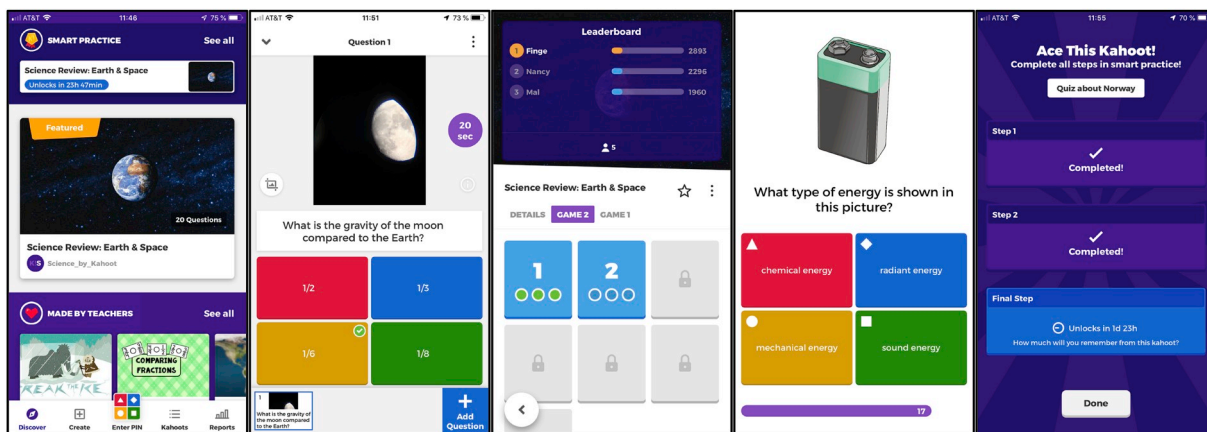 AT&T 11:46 75%
SMART PRACTICE See all
Science Review: Earth & Space
Unlocks in 23h 47min
Featured
20 Questions
Science Review: Earth & Space
K!S Science_by_Kahoot
MADE BY TEACHERS See all
BREAK THE ICE
COMPARING
FRACTIONS
Discover Create Enter PIN Kahoots Reports
AT&T 11:51 73%
Question 1
20
sec
What is the gravity of the moon
compared to the Earth?
1/2 1/3
1/6 1/8
1
What is the gravity of
the moon compared
to the Earth?
Add
Question
Leaderboard
1 Finge 2893
2 Nancy 2296
3 Mal 1960
5
Science Review: Earth & Space
DETAILS GAME 2 GAME 1
1 2
What type of energy is shown in
this picture?
chemical energy radiant energy
mechanical energy sound energy
17
AT&T 11:55 70%
Ace This Kahoot!
Complete all steps in smart practice!
Quiz about Norway
Step 1
Completed!
Step 2
Completed!
Final Step
Unlocks in 1d 23h
How much will you remember from this kahoot?
Done